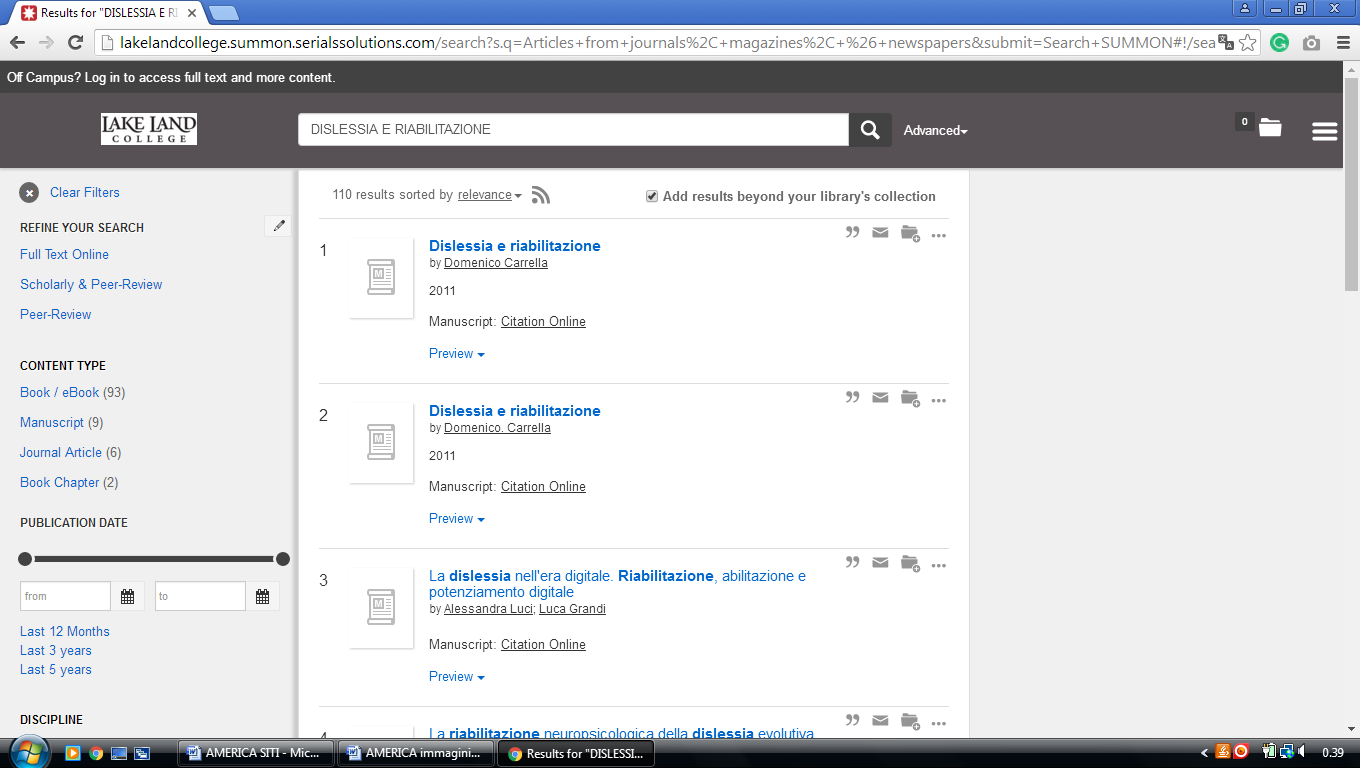 Results for "DISLESSIA E RI
lakelandcollege.summon.serialssolutions.com/search?s.q=Articles+from+journals%2C+magazines%2C+%26+newspapers&submit=Search+SUMMON#!/sea
Off Campus? Log in to access full text and more content.
LAKE LAND
COLLEGE
DISLESSIA E RIABILITAZIONE
Advanced
0
Clear Filters
REFINE YOUR SEARCH
Full Text Online
Scholarly & Peer-Review
Peer-Review
CONTENT TYPE
Book / eBook (93)
Manuscript (9)
Journal Article (6)
Book Chapter (2)
PUBLICATION DATE
from
to
Last 12 Months
Last 3 years
Last 5 years
DISCIPLINE
110 results sorted by relevance
Add results beyond your library's collection
1
Dislessia e riabilitazione
by Domenico Carrella
2011
Manuscript: Citation Online
Preview
2
Dislessia e riabilitazione
by Domenico. Carrella
2011
Manuscript: Citation Online
Preview
3
La dislessia nell'era digitale. Riabilitazione, abilitazione e
potenziamento digitale
by Alessandra Luci; Luca Grandi
Manuscript: Citation Online
Preview
4
La riabilitazione neuropsicologica della dislessia evolutiva
AMERICA SITI - Mic...
AMERICA immagini...
Results for "DISLESSI...
0.39